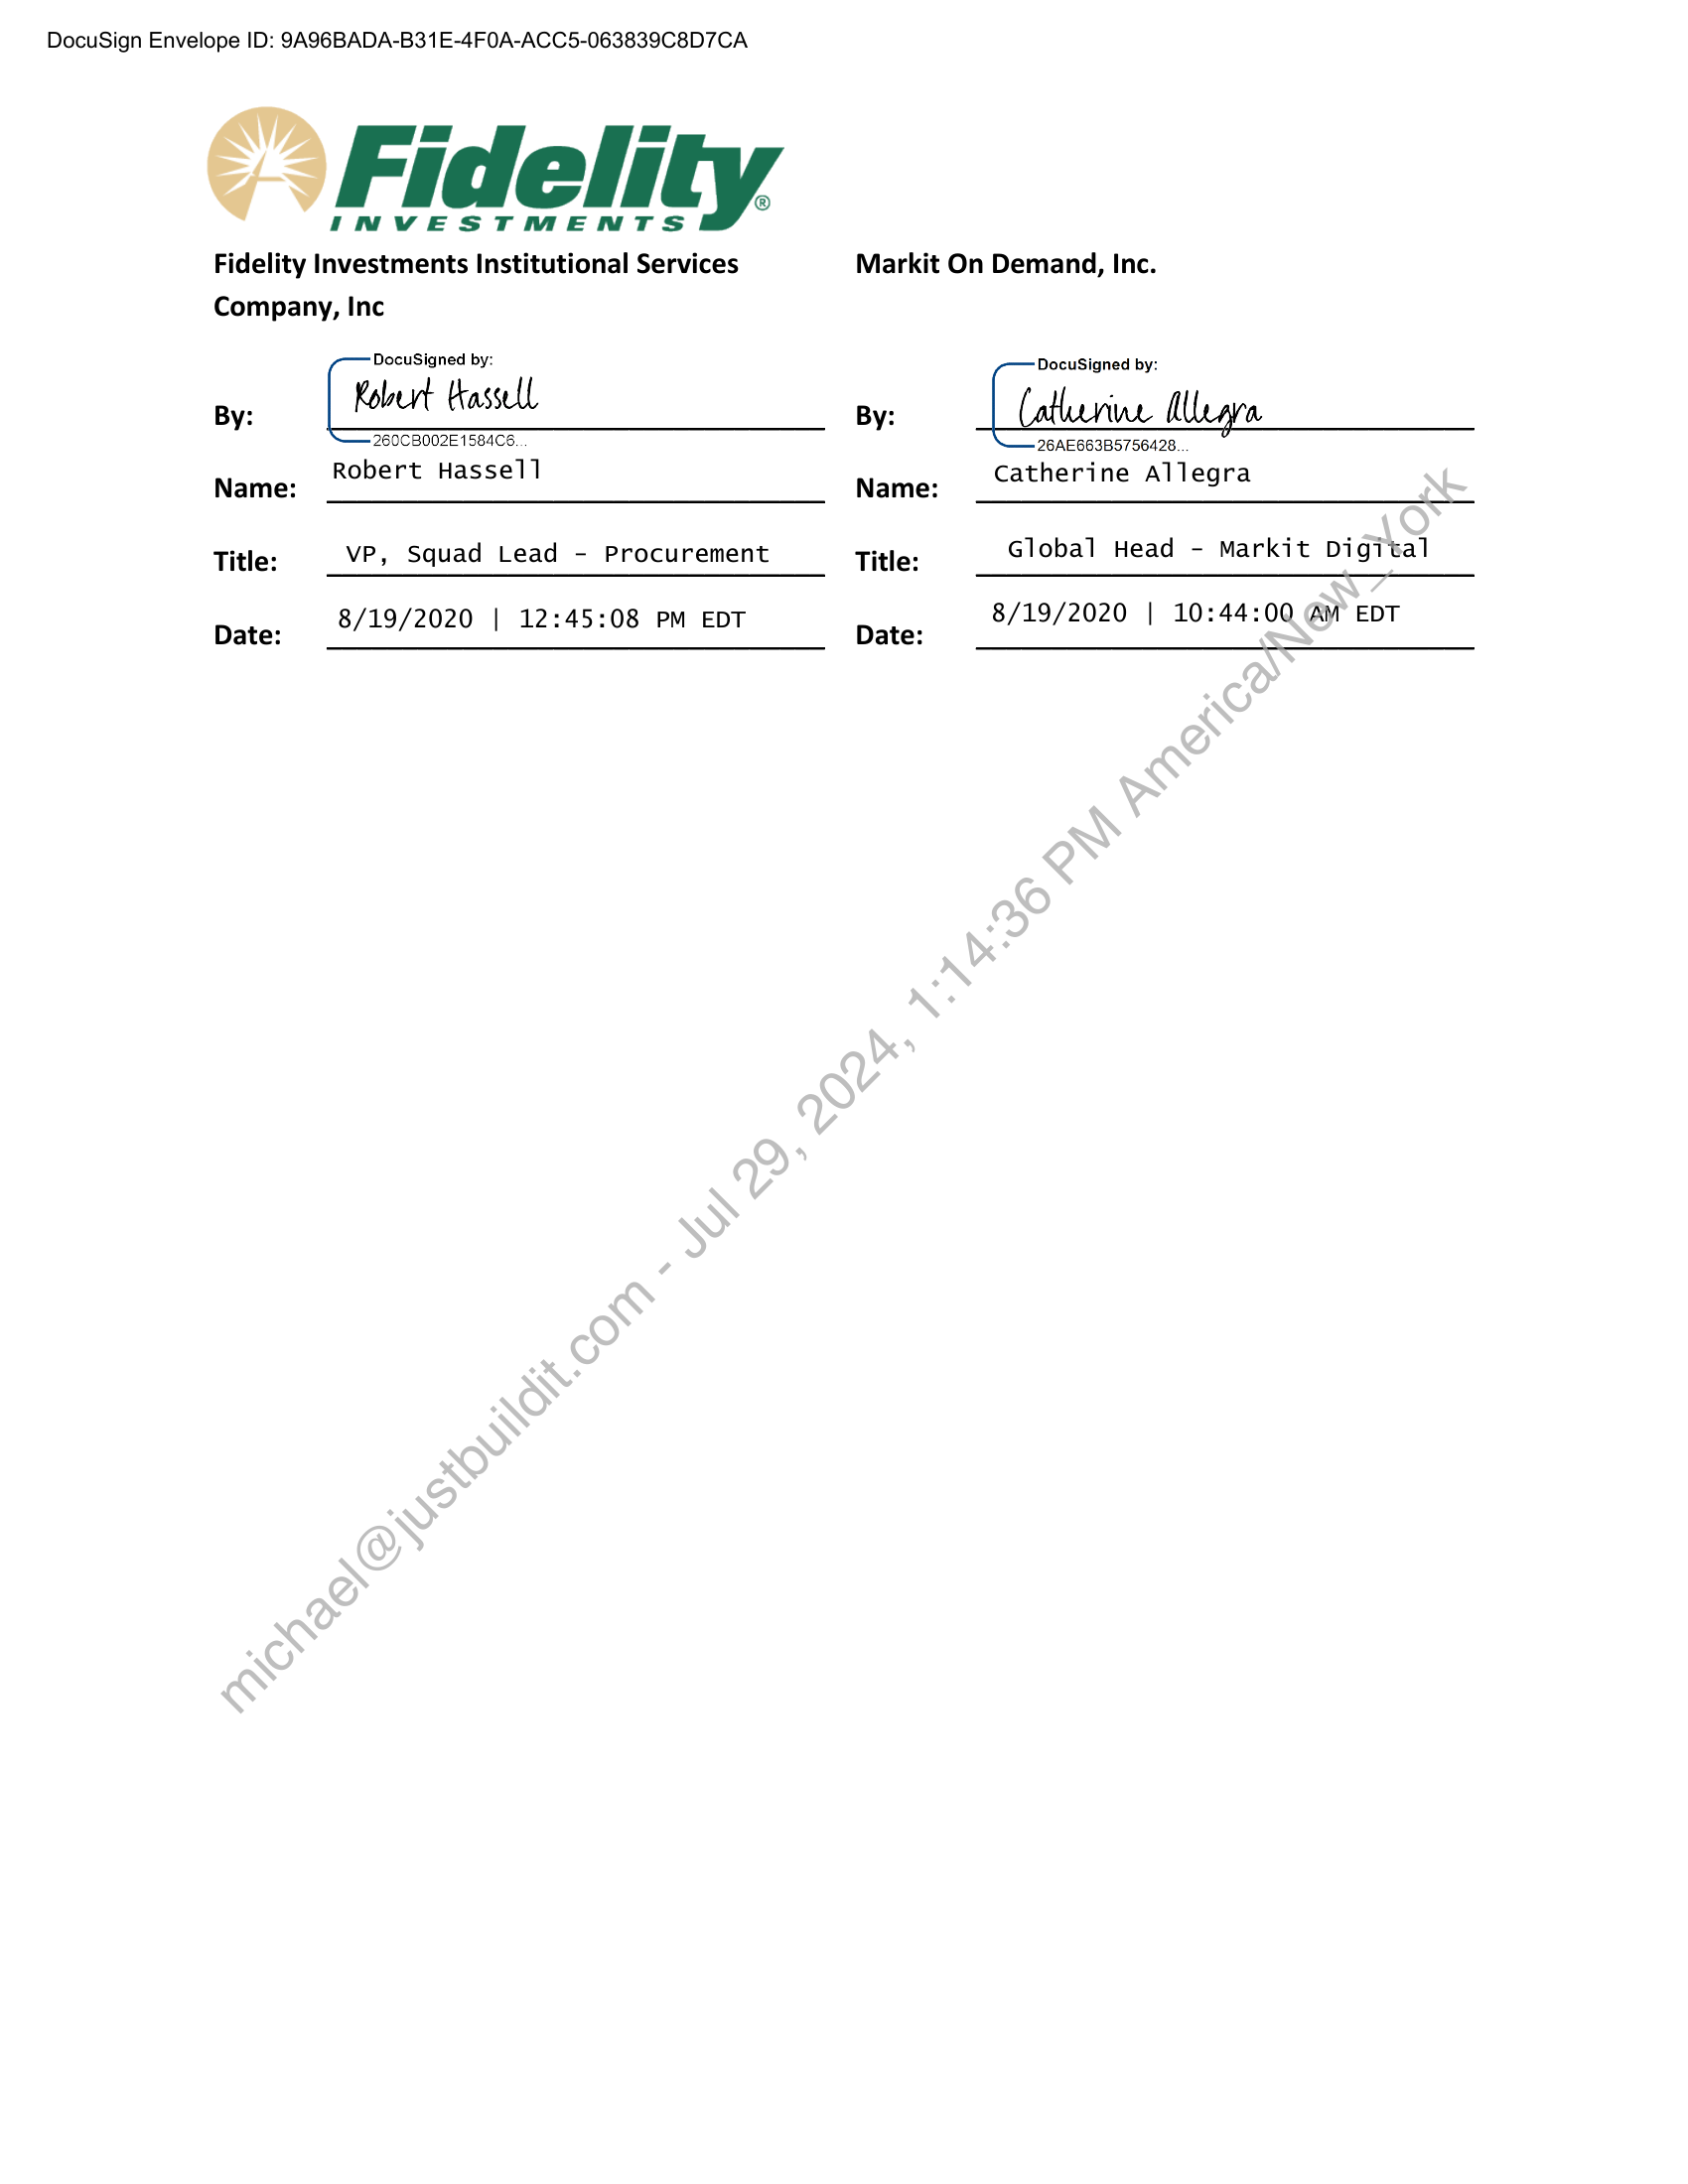 DocuSign Envelope ID: 9A96BADA-B31E-4F0A-ACC5-063839C8D7CA
Fidelity
INVESTMENTS
®
Fidelity Investments Institutional Services
Company, Inc
DocuSigned by:
By: Robert Hassell
260CB002E1584C6...
Name: Robert Hassell
Title: VP, Squad Lead - Procurement
Date: 8/19/2020 | 12:45:08 PM EDT
Markit On Demand, Inc.
DocuSigned by:
By: Catherine Allegra
26AE663B5756428...
Name: Catherine Allegra
Title: Global Head - Markit Digital
Date: 8/19/2020 | 10:44:00 AM EDT
michael@justbuildit.com - Jul 29, 2024, 1:14:36 PM America/New_York